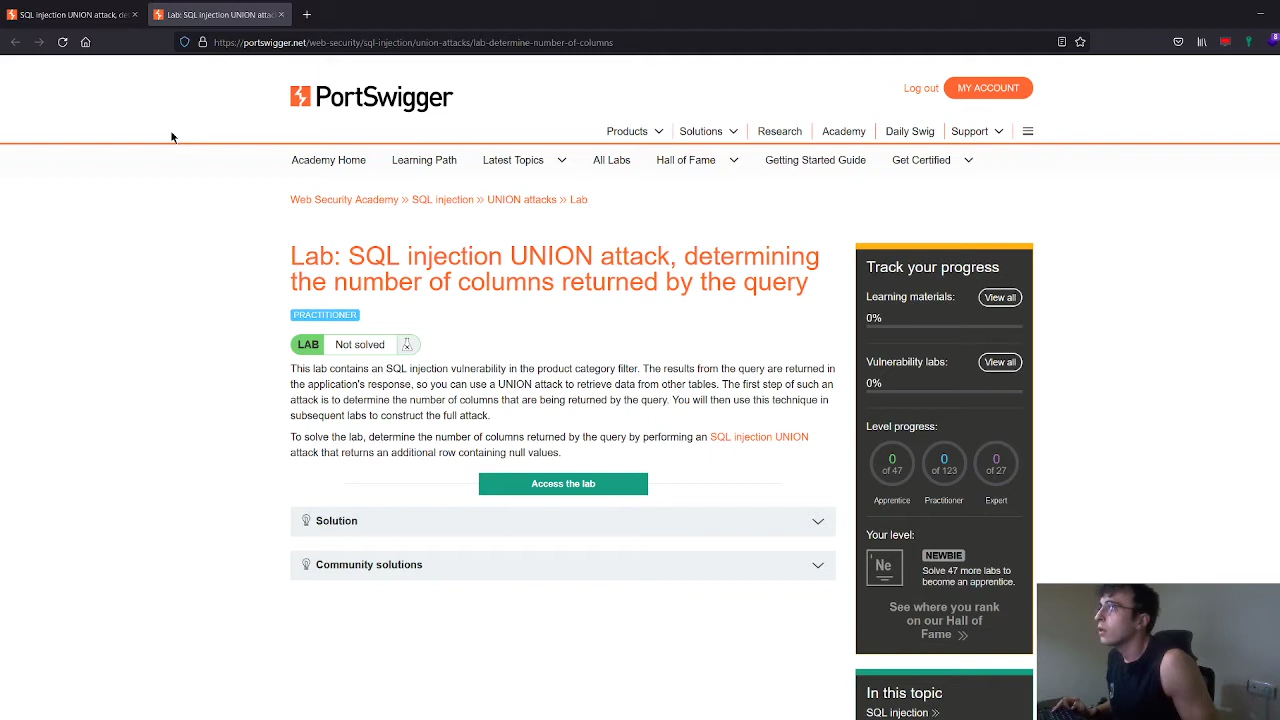 SQL injection UNION attack, de
Lab: SQL injection UNION attac
https://portswigger.net/web-security/sql-injection/union-attacks/lab-determine-number-of-columns
8
PortSwigger
Log out
MY ACCOUNT
Products
Solutions
Research
Academy
Daily Swig
Support
Academy Home
Learning Path
Latest Topics
All Labs
Hall of Fame
Getting Started Guide
Get Certified
Web Security Academy » SQL injection » UNION attacks » Lab
Lab: SQL injection UNION attack, determining
the number of columns returned by the query
PRACTITIONER
LAB Not solved
This lab contains an SQL injection vulnerability in the product category filter. The results from the query are returned in
the application's response, so you can use a UNION attack to retrieve data from other tables. The first step of such an
attack is to determine the number of columns that are being returned by the query. You will then use this technique in
subsequent labs to construct the full attack.
To solve the lab, determine the number of columns returned by the query by performing an SQL injection UNION
attack that returns an additional row containing null values.
Access the lab
Solution
Community solutions
Track your progress
Learning materials:
View all
0%
Vulnerability labs:
View all
0%
Level progress:
0
of 47
0
of 123
0
of 27
Apprentice
Practitioner
Expert
Your level:
Ne
NEWBIE
Solve 47 more labs to
become an apprentice.
See where you rank
on our Hall of
Fame »
In this topic
SQL injection »